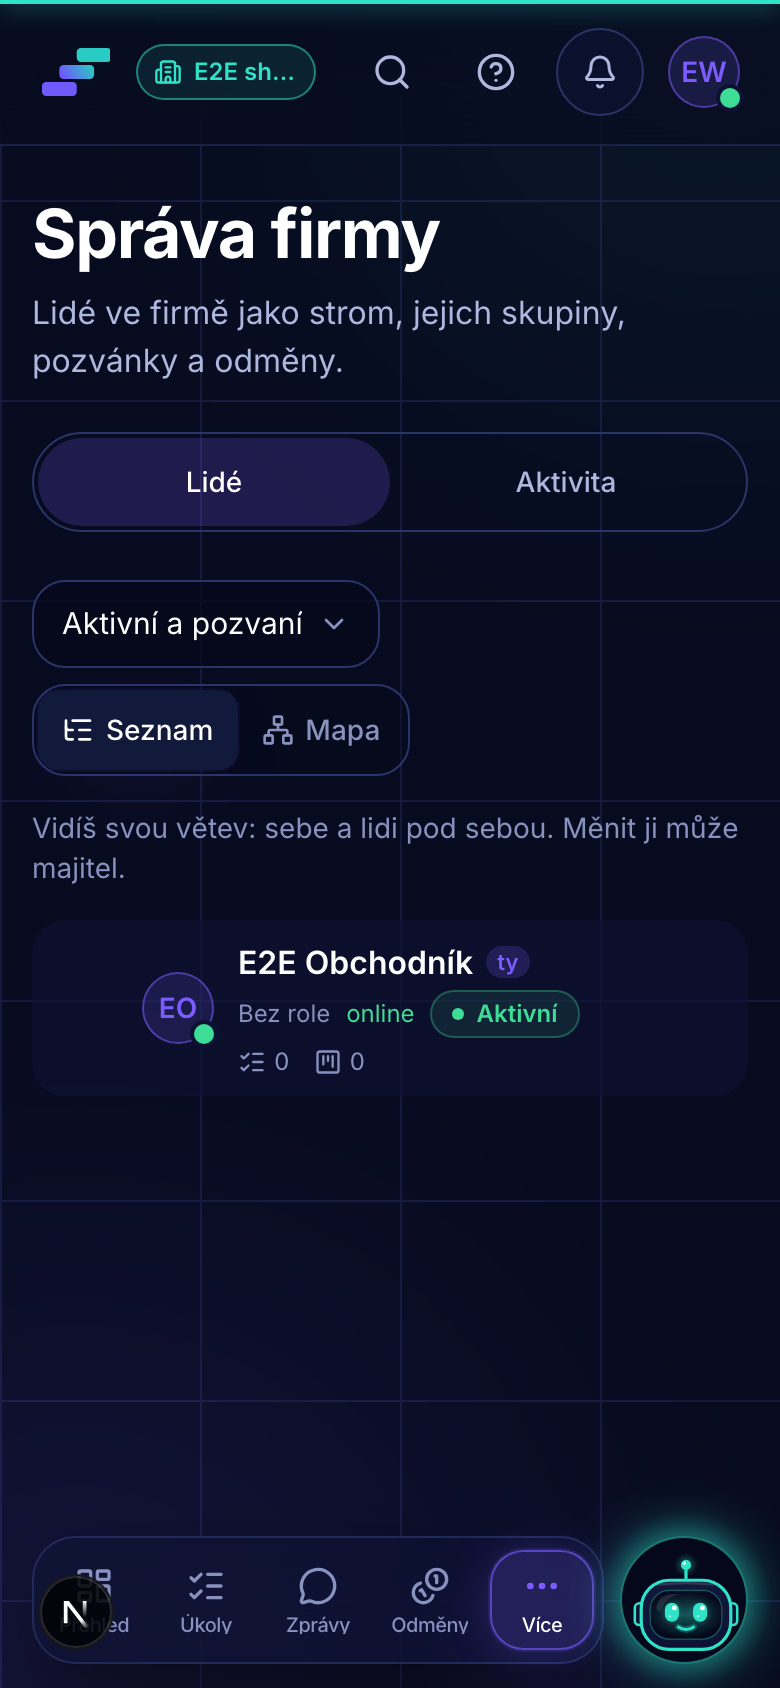 E2E sh...
EW
Správa firmy
Lidé ve firmě jako strom, jejich skupiny,
pozvánky a odměny.
Lidé
Aktivita
Aktivní a pozvaní
Seznam
Mapa
Vidíš svou větev: sebe a lidi pod sebou. Měnit ji může
majitel.
E2E Obchodník ty
EO
Bez role online Aktivní
0 0
N
Úkoly
Zprávy
Odměny
Více